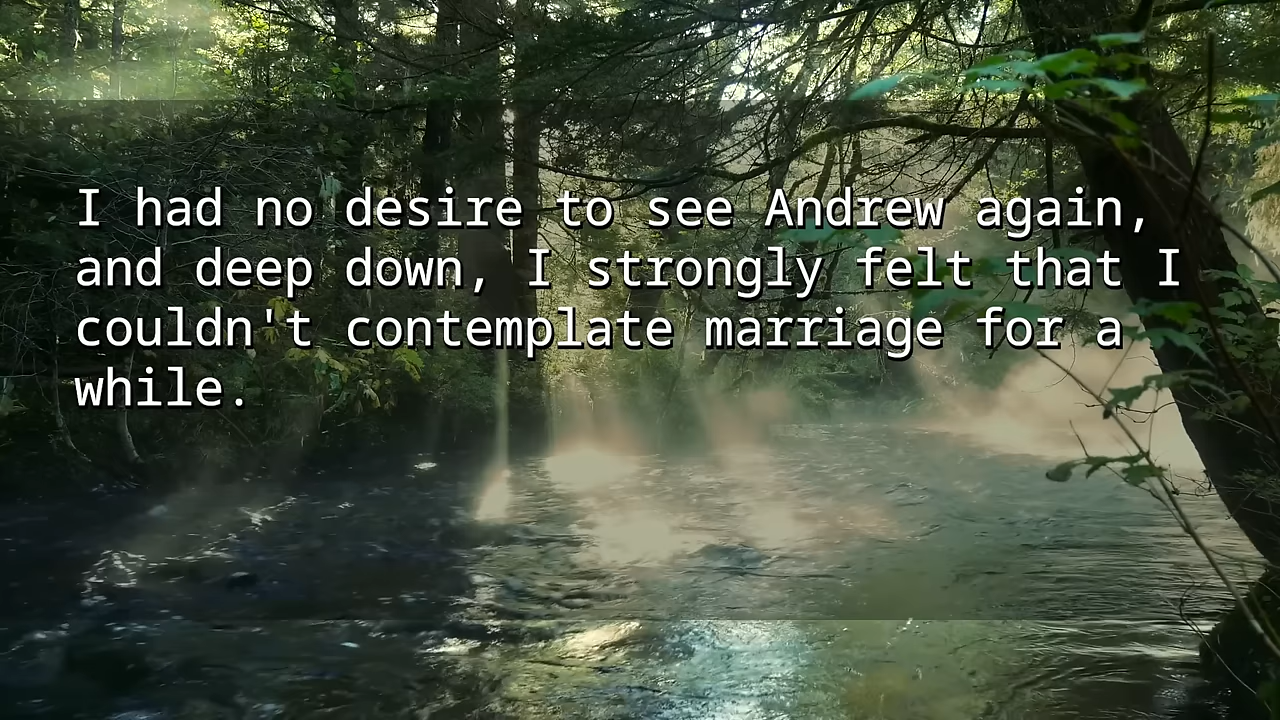 I had no desire to see Andrew again,
and deep down, I strongly felt that I
couldn't contemplate marriage for a
while.